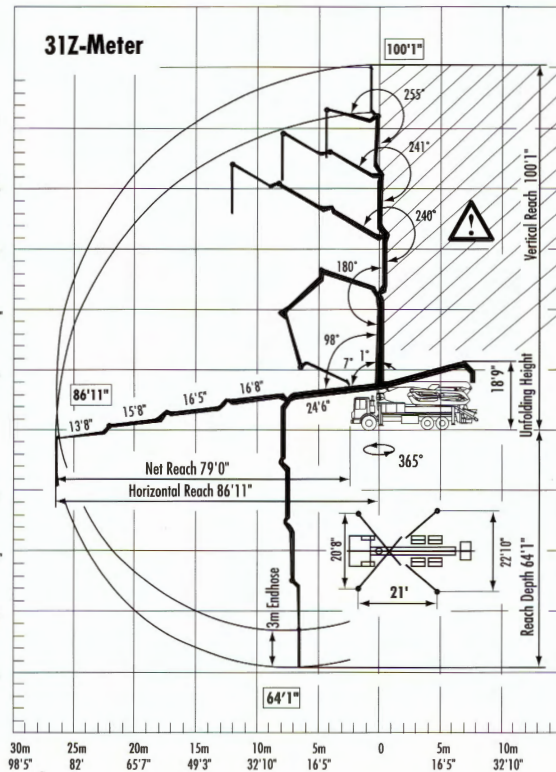 31Z-Meter
100'1"
255°
241°
240°
180°
98°
7°
1°
Vertical Reach 100'1"
18'9"
Unfolding Height
86'11"
13'8"
15'8"
16'5"
16'8"
24'6"
Net Reach 79'0"
Horizontal Reach 86'11"
365°
20'8"
22'10"
21'
3m Endhose
Reach Depth 64'1"
64'1"
30m 25m 20m 15m 10m 5m 0 5m 10m
98'5" 82' 65'7" 49'3" 32'10" 16'5" 16'5" 32'10"